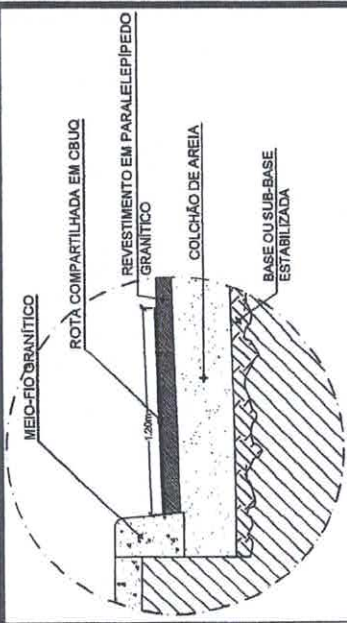 MEIO-FIO GRANÍTICO
ROTA COMPARTILHADA EM CBUQ
REVESTIMENTO EM PARALELEPÍPEDO
GRANÍTICO
COLCHÃO DE AREIA
BASE OU SUB-BASE
ESTABILIZADA
1,20m